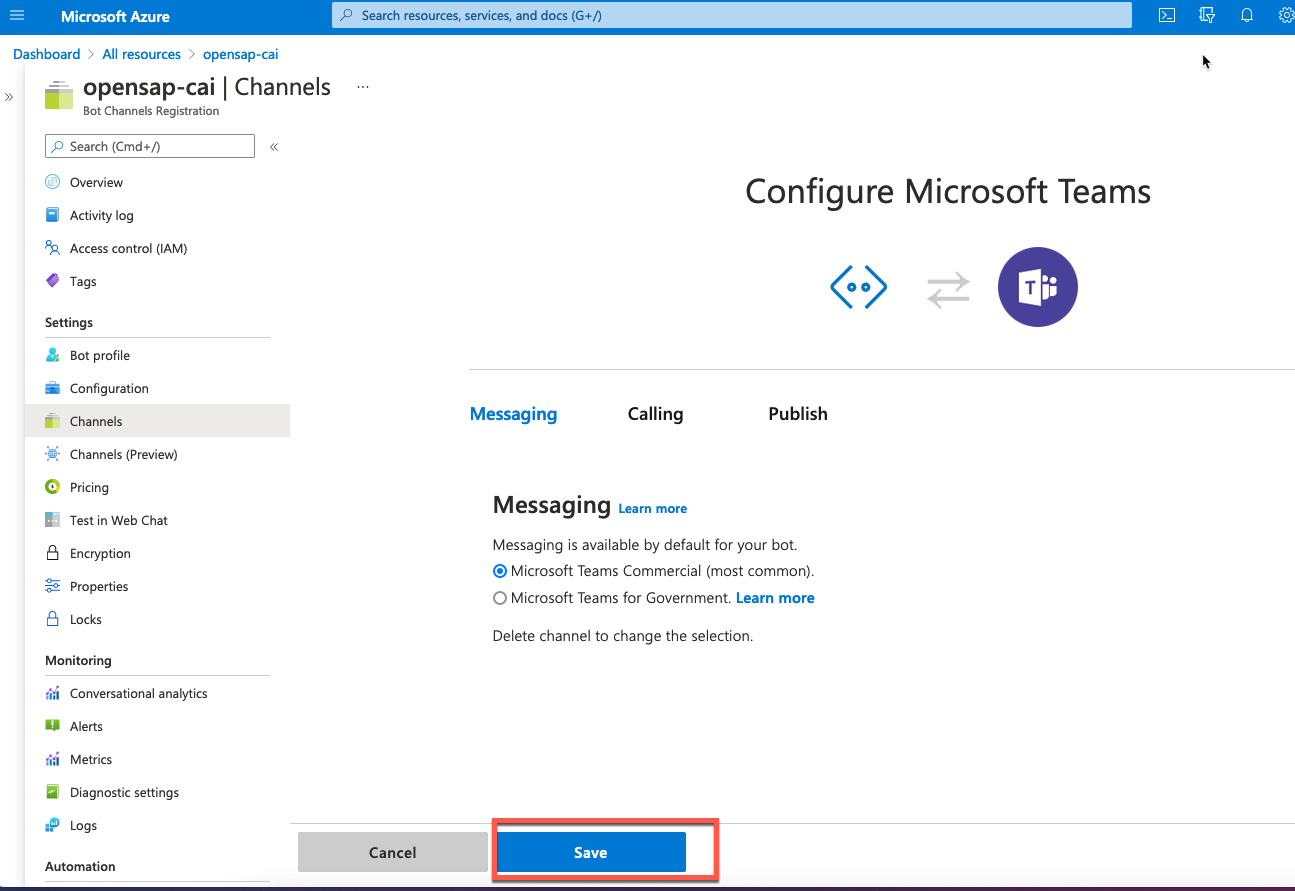 Microsoft Azure
Search resources, services, and docs (G+/)
Dashboard > All resources > opensap-cai
opensap-cai | Channels ...
Bot Channels Registration
Search (Cmd+/)
Overview
Activity log
Access control (IAM)
Tags
Settings
Bot profile
Configuration
Channels
Channels (Preview)
Pricing
Test in Web Chat
Encryption
Properties
Locks
Monitoring
Conversational analytics
Alerts
Metrics
Diagnostic settings
Logs
Automation
Configure Microsoft Teams
T
Messaging Calling Publish
Messaging Learn more
Messaging is available by default for your bot.
Microsoft Teams Commercial (most common).
Microsoft Teams for Government. Learn more
Delete channel to change the selection.
Cancel Save